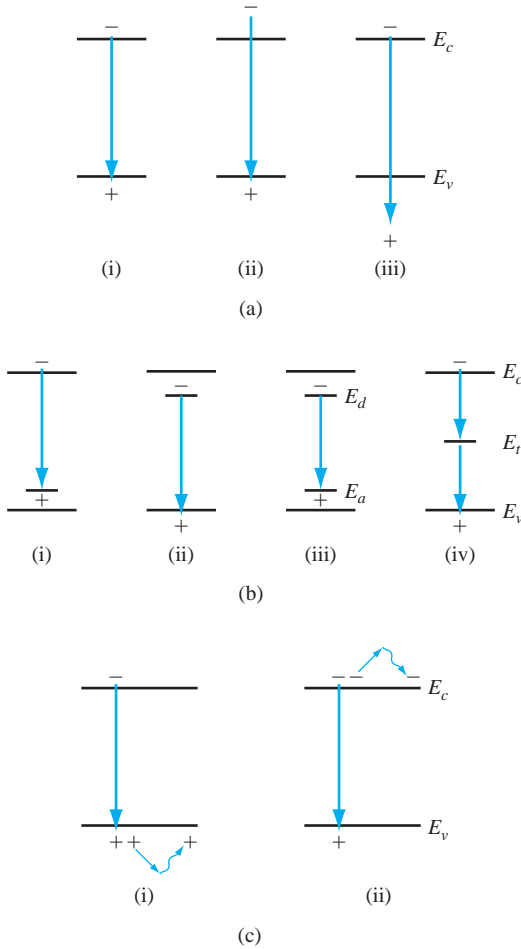 − − − E_c
+ + E_v
+
(i) (ii) (iii)
(a)
− − − − E_c
E_d
E_t
+ + E_a
+ + E_v
(i) (ii) (iii) (iv)
(b)
− − − − E_c
+ + + + E_v
(i) (ii)
(c)